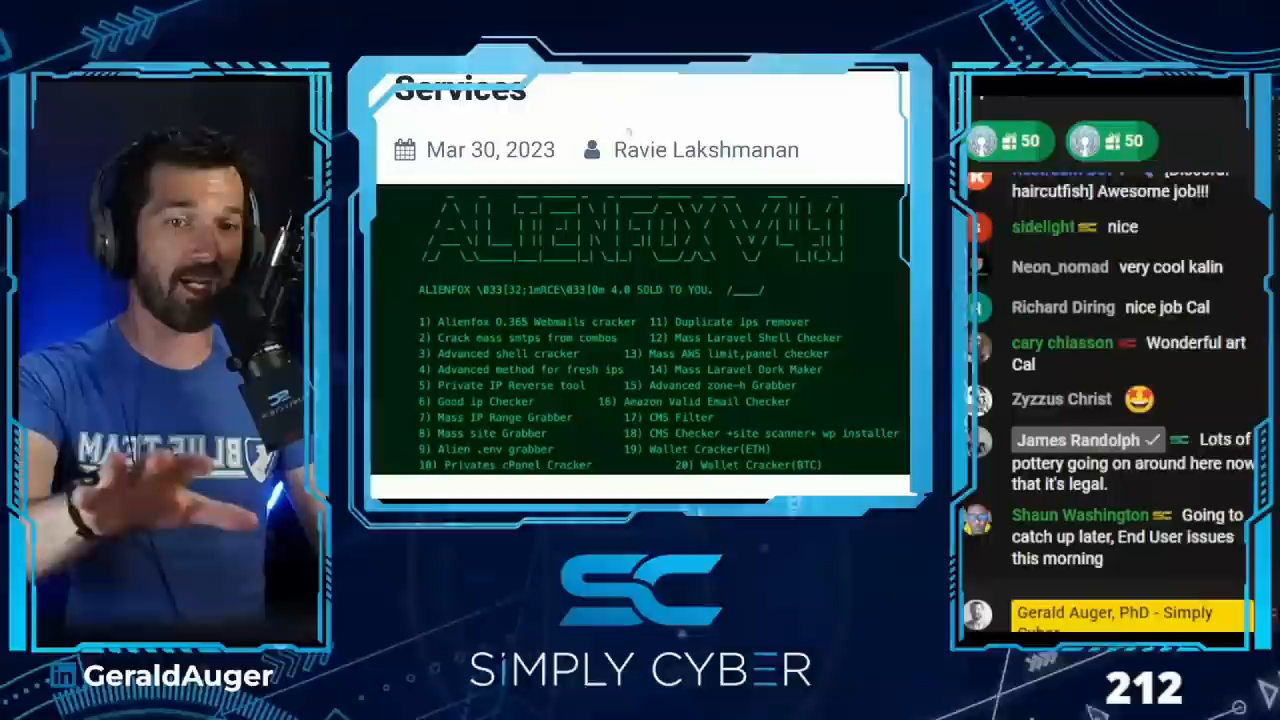 Services
Mar 30, 2023 Ravie Lakshmanan
ALIENFOX V4.1
ALIENFOX \033[32;1mRCE\033[0m 4.0 SOLD TO YOU. /____/
1) Alienfox O.365 Webmails cracker 11) Duplicate ips remover
2) Crack mass smtps from combos 12) Mass Laravel Shell Checker
3) Advanced shell cracker 13) Mass AWS limit,panel checker
4) Advanced method for fresh ips 14) Mass Laravel Dork Maker
5) Private IP Reverse tool 15) Advanced zone-h Grabber
6) Good ip Checker 16) Amazon Valid Email Checker
7) Mass IP Range Grabber 17) CMS Filter
8) Mass site Grabber 18) CMS Checker +site scanner+ wp installer
9) Alien .env grabber 19) Wallet Cracker(ETH)
10) Privates cPanel Cracker 20) Wallet Cracker(BTC)
BLUE TEAM
SC
SiMPLY CYBER
GeraldAuger
50 50
haircutfish] Awesome job!!!
sidelight nice
Neon_nomad very cool kalin
Richard Diring nice job Cal
cary chiasson Wonderful art
Cal
Zyzzus Christ
James Randolph Lots of
pottery going on around here now
that it's legal.
Shaun Washington Going to
catch up later, End User issues
this morning
Gerald Auger, PhD - Simply
212